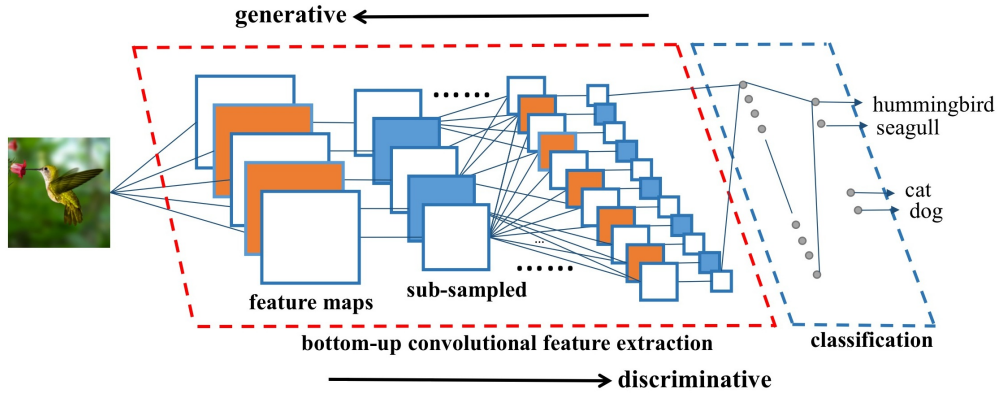 generative
hummingbird
seagull
cat
dog
feature maps
sub-sampled
bottom-up convolutional feature extraction
classification
discriminative